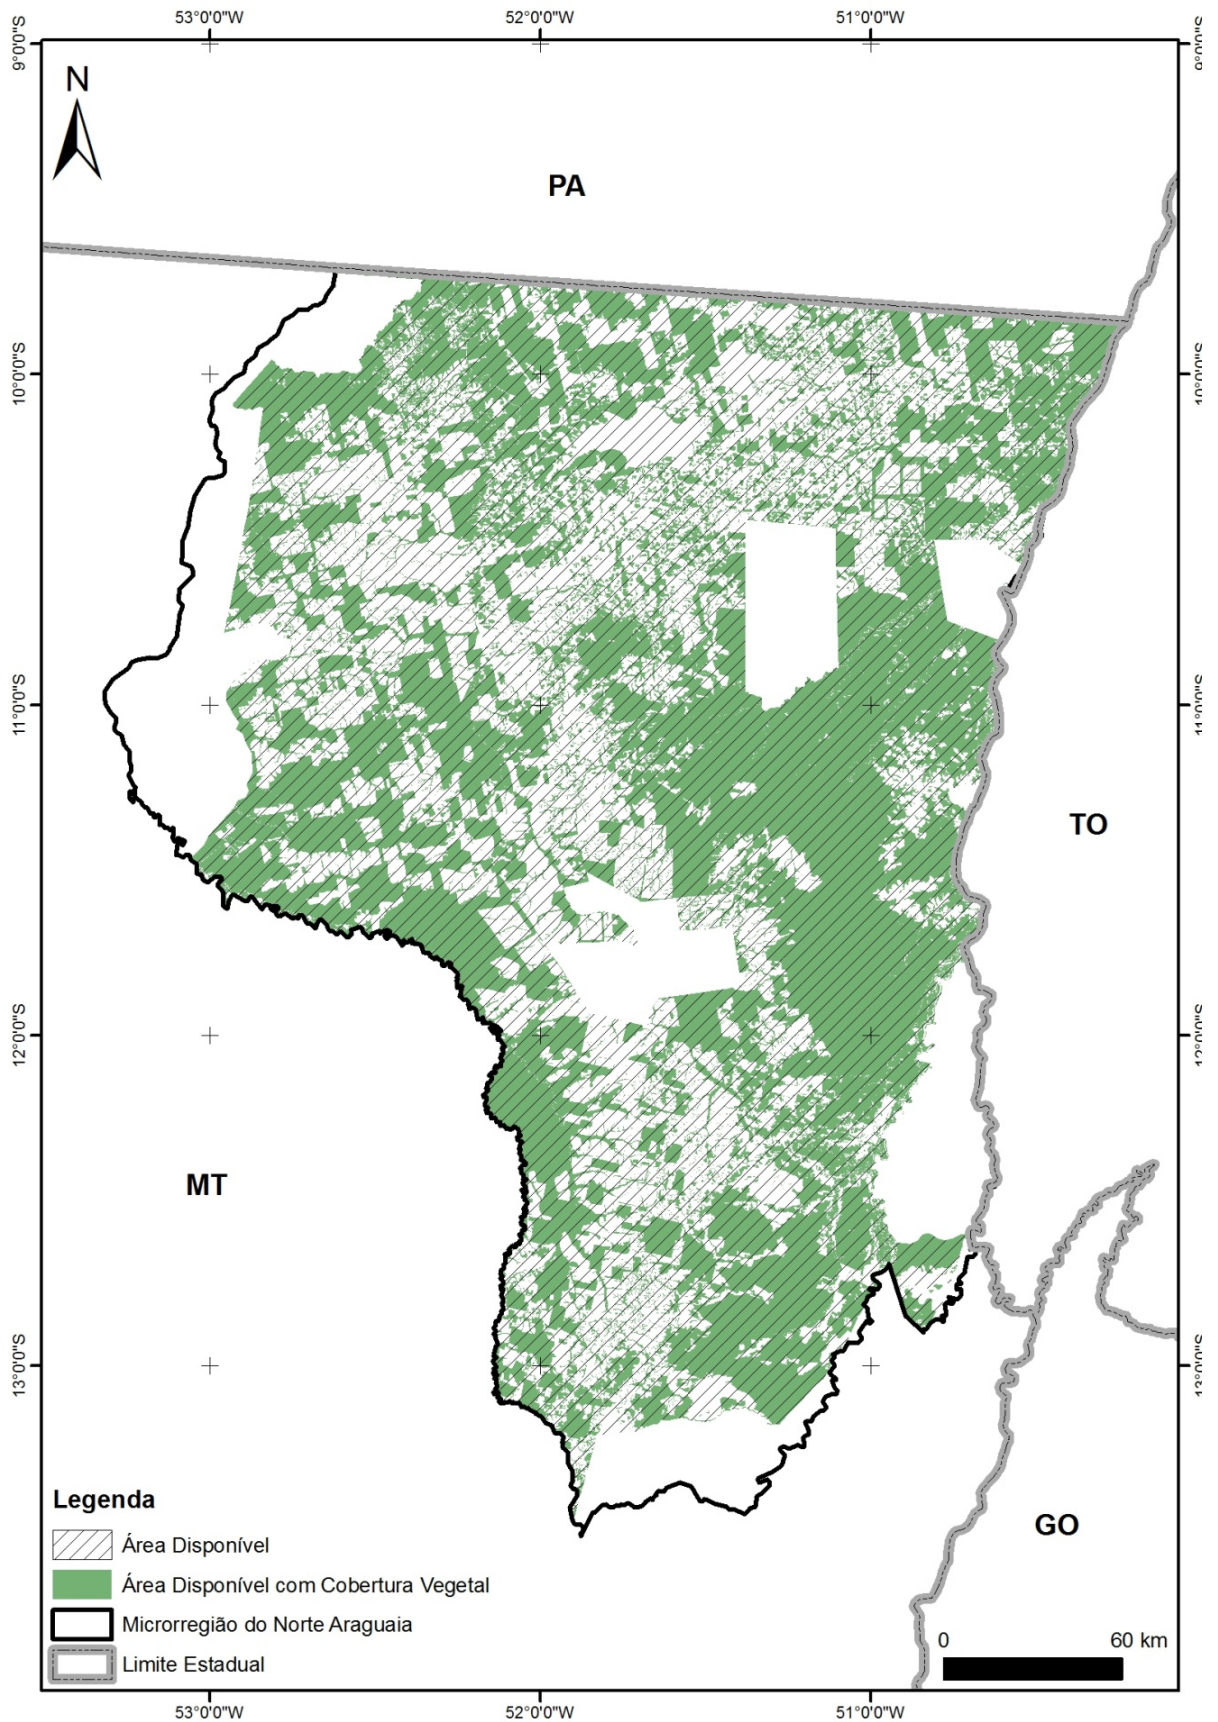 53°0'0"W 52°0'0"W 51°0'0"W
9°0'0"S 9°0'0"S
N
PA
10°0'0"S 10°0'0"S
11°0'0"S 11°0'0"S
TO
12°0'0"S 12°0'0"S
MT
13°0'0"S 13°0'0"S
Legenda
Área Disponível
Área Disponível com Cobertura Vegetal
Microrregião do Norte Araguaia
Limite Estadual
GO
0 60 km
53°0'0"W 52°0'0"W 51°0'0"W